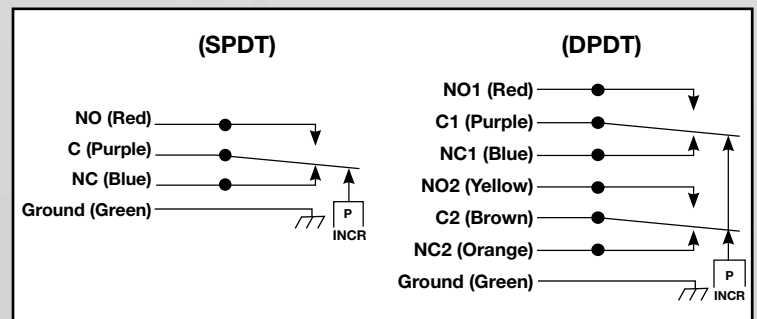 (SPDT)
NO (Red)
C (Purple)
NC (Blue)
Ground (Green)
P
INCR
(DPDT)
NO1 (Red)
C1 (Purple)
NC1 (Blue)
NO2 (Yellow)
C2 (Brown)
NC2 (Orange)
Ground (Green)
P
INCR